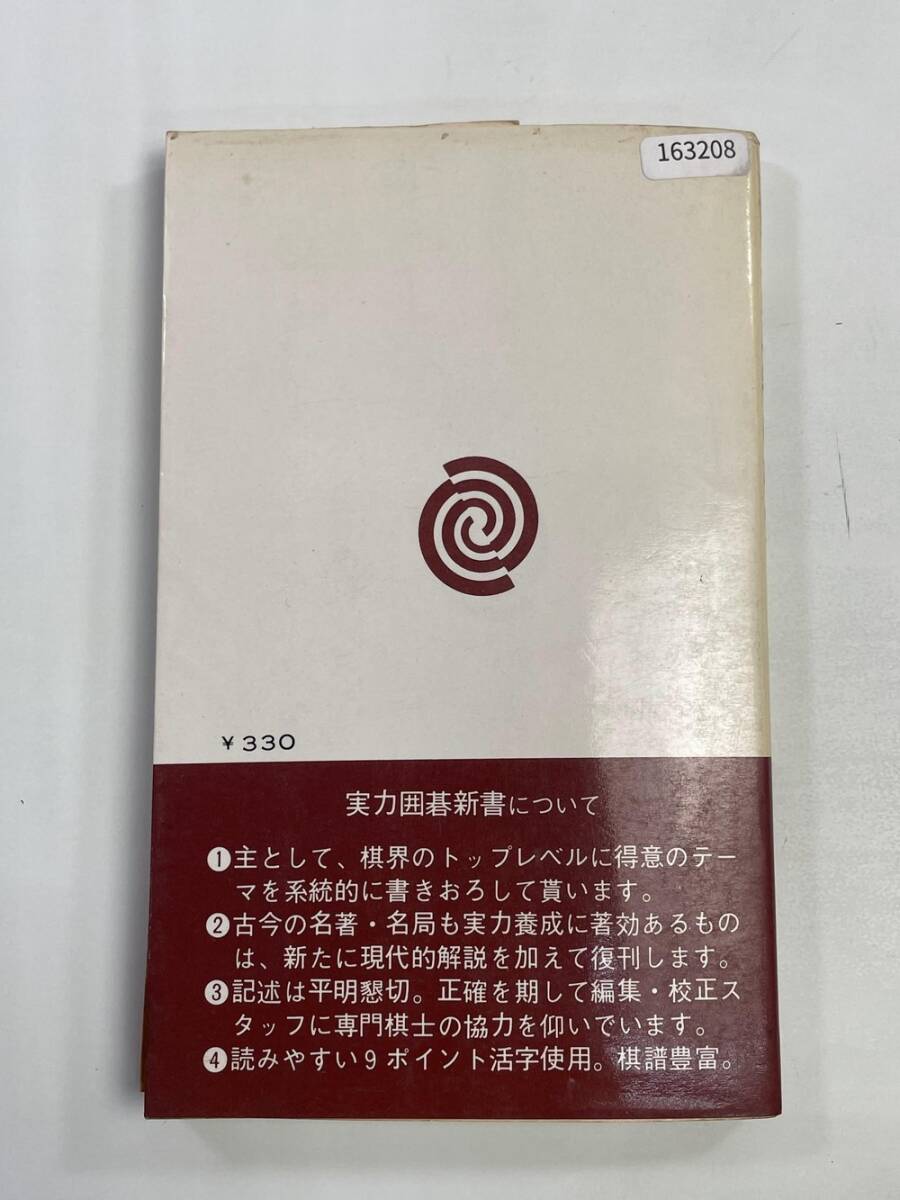 163208
¥330
実力囲碁新書について
❶主として、棋界のトップレベルに得意のテー
マを系統的に書きおろして貰います。
❷古今の名著・名局も実力養成に著効あるもの
は、新たに現代的解説を加えて復刊します。
❸記述は平明懇切。正確を期して編集・校正ス
タッフに専門棋士の協力を仰いでいます。
❹読みやすい9ポイント活字使用。棋譜豊富。